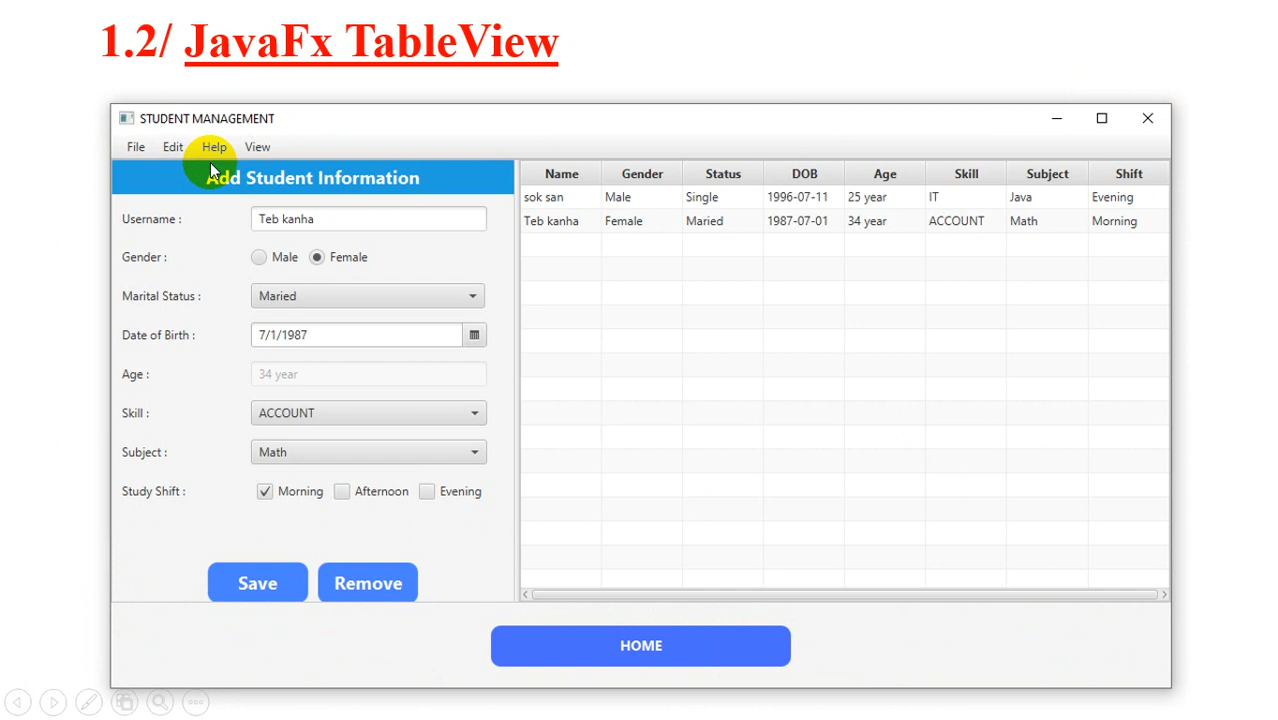 1.2/ JavaFx TableView
STUDENT MANAGEMENT
File Edit Help View
Add Student Information
Username : Teb kanha
Gender : Male Female
Marital Status : Maried
Date of Birth : 7/1/1987
Age : 34 year
Skill : ACCOUNT
Subject : Math
Study Shift : Morning Afternoon Evening
Save Remove
Name Gender Status DOB Age Skill Subject Shift
sok san Male Single 1996-07-11 25 year IT Java Evening
Teb kanha Female Maried 1987-07-01 34 year ACCOUNT Math Morning
HOME